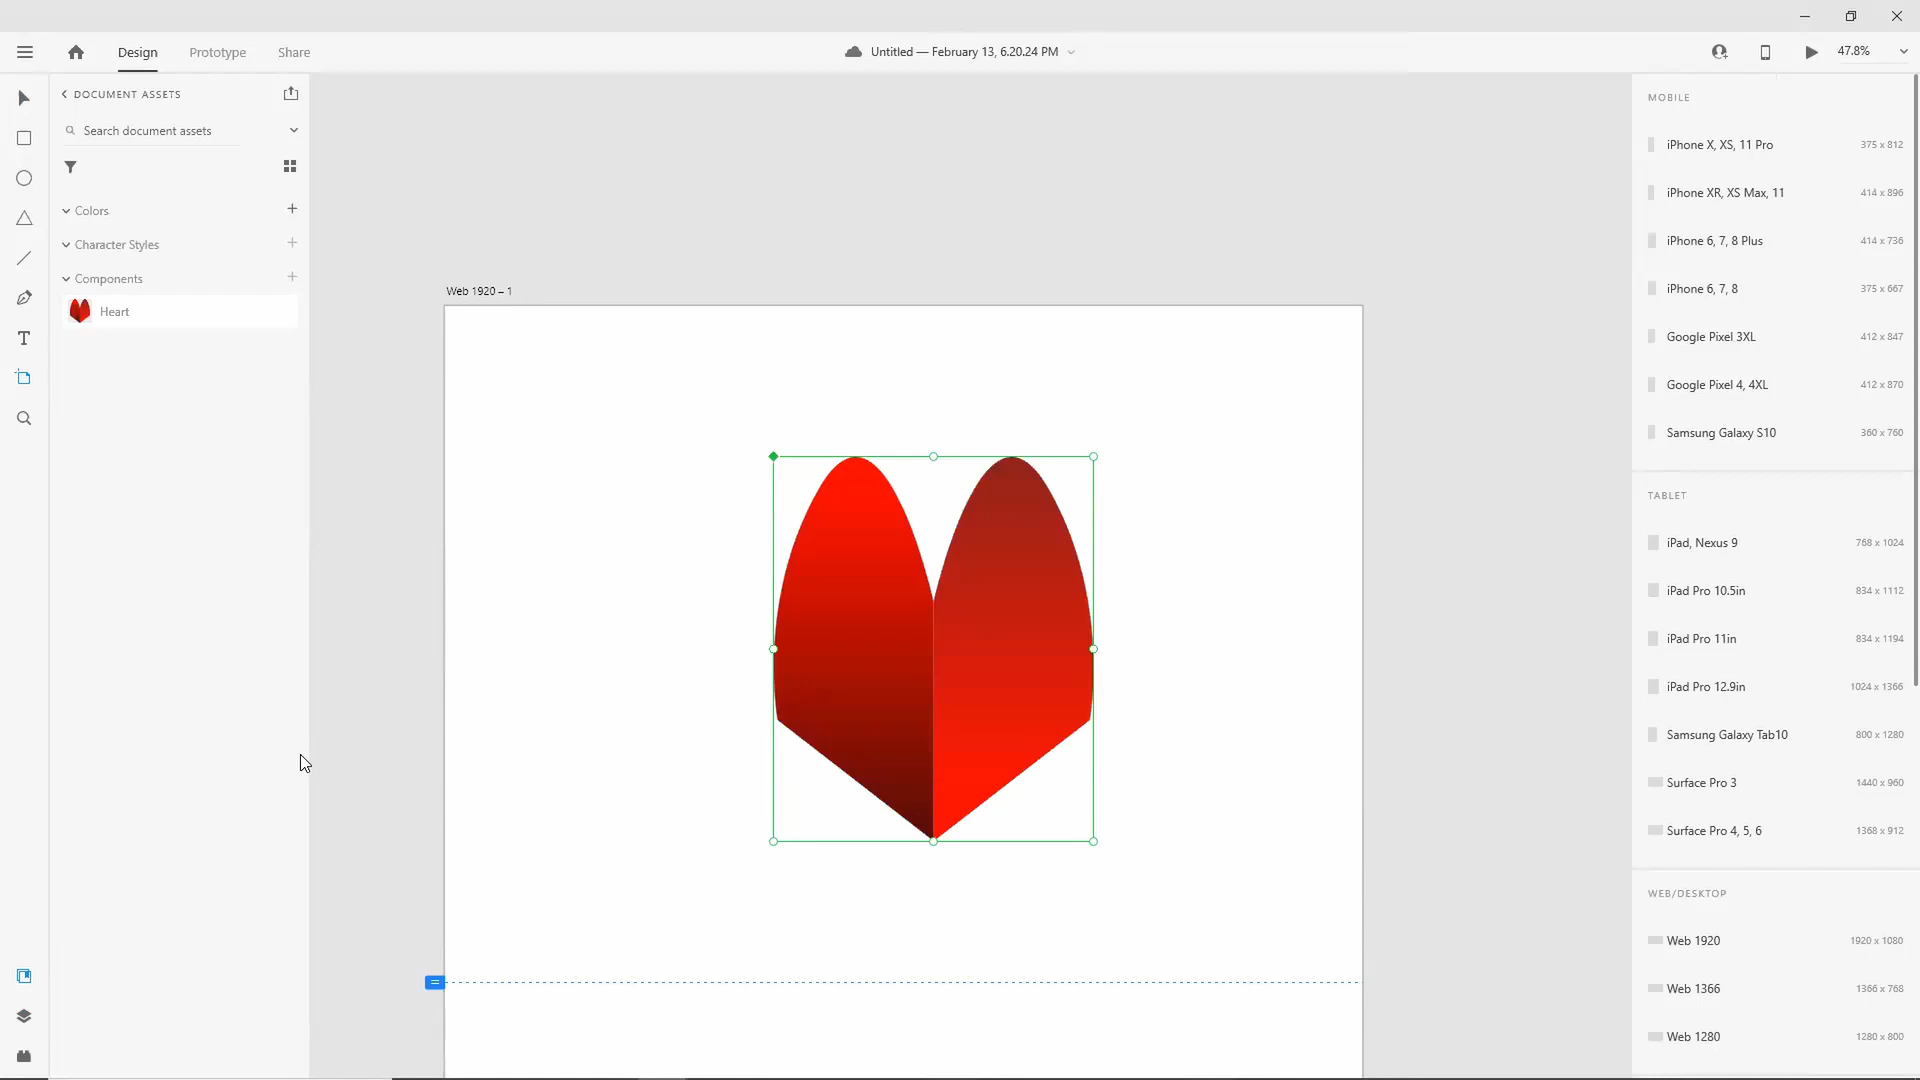 Design
Prototype
Share
Untitled — February 13, 6.20.24 PM
47.8%
DOCUMENT ASSETS
Search document assets
Colors
Character Styles
Components
Heart
Web 1920 – 1
MOBILE
iPhone X, XS, 11 Pro 375 x 812
iPhone XR, XS Max, 11 414 x 896
iPhone 6, 7, 8 Plus 414 x 736
iPhone 6, 7, 8 375 x 667
Google Pixel 3XL 412 x 847
Google Pixel 4, 4XL 412 x 870
Samsung Galaxy S10 360 x 760
TABLET
iPad, Nexus 9 768 x 1024
iPad Pro 10.5in 834 x 1112
iPad Pro 11in 834 x 1194
iPad Pro 12.9in 1024 x 1366
Samsung Galaxy Tab10 800 x 1280
Surface Pro 3 1440 x 960
Surface Pro 4, 5, 6 1368 x 912
WEB/DESKTOP
Web 1920 1920 x 1080
Web 1366 1366 x 768
Web 1280 1280 x 800